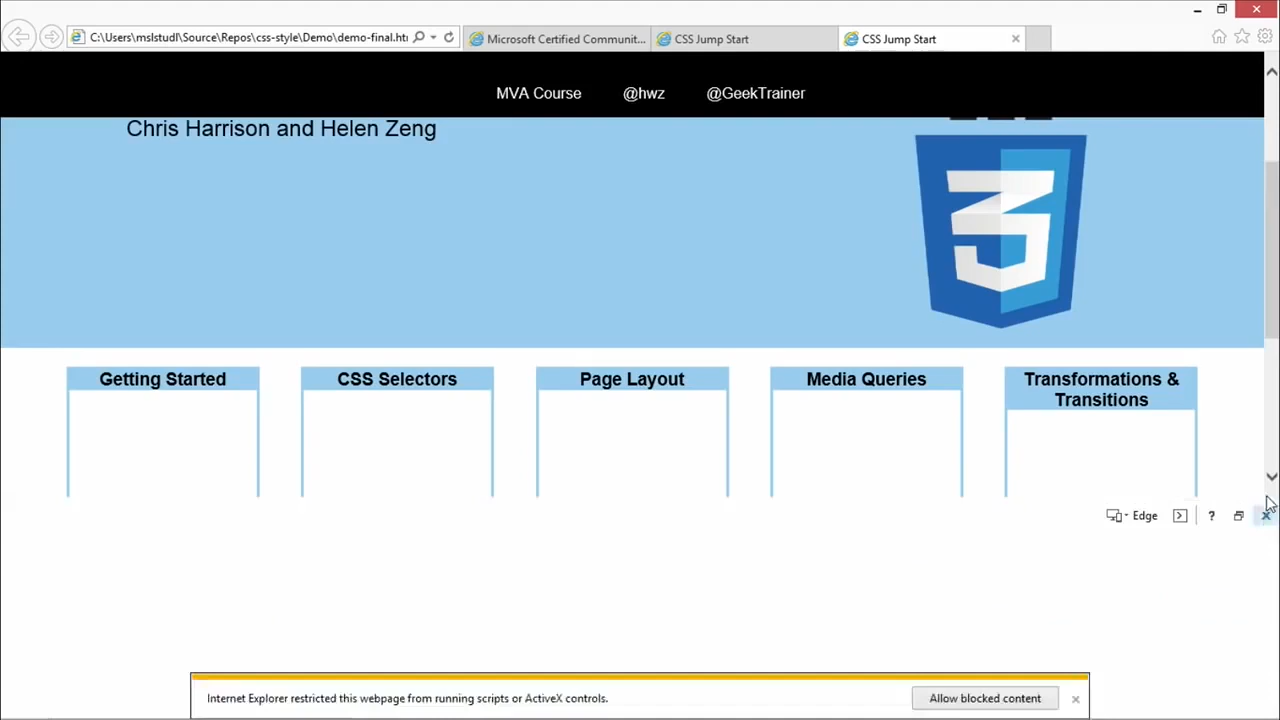 C:\Users\mslstudl\Source\Repos\css-style\Demo\demo-final.htr
Microsoft Certified Communit...
CSS Jump Start
CSS Jump Start
MVA Course
@hwz
@GeekTrainer
Chris Harrison and Helen Zeng
3
Getting Started
CSS Selectors
Page Layout
Media Queries
Transformations &
Transitions
Edge
?
Internet Explorer restricted this webpage from running scripts or ActiveX controls.
Allow blocked content